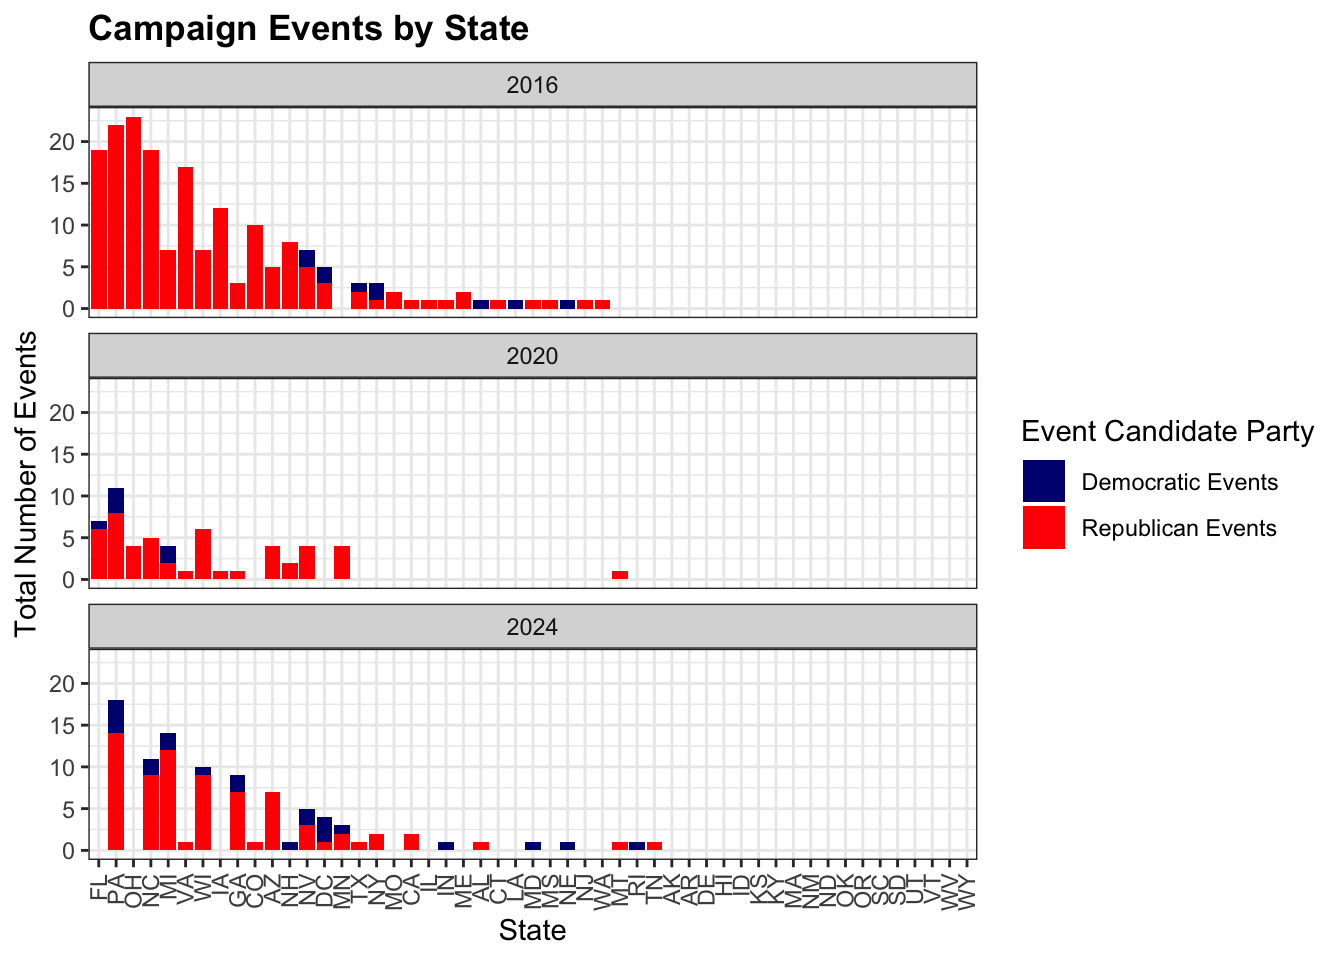 Campaign Events by State
2016
20
15
10
5
0
2020
20
15
10
5
0
2024
20
15
10
5
0
Total Number of Events
FL PA OH NC MI VA WI IA GA CO AZ NH NV DC MN TX NY MO CA IL IN ME AL CT LA MD MS NE NJ WA MT RI TN AK AR DE HI ID KS KY MA NM ND OK OR SC SD UT VT WV WY
State
Event Candidate Party
Democratic Events
Republican Events